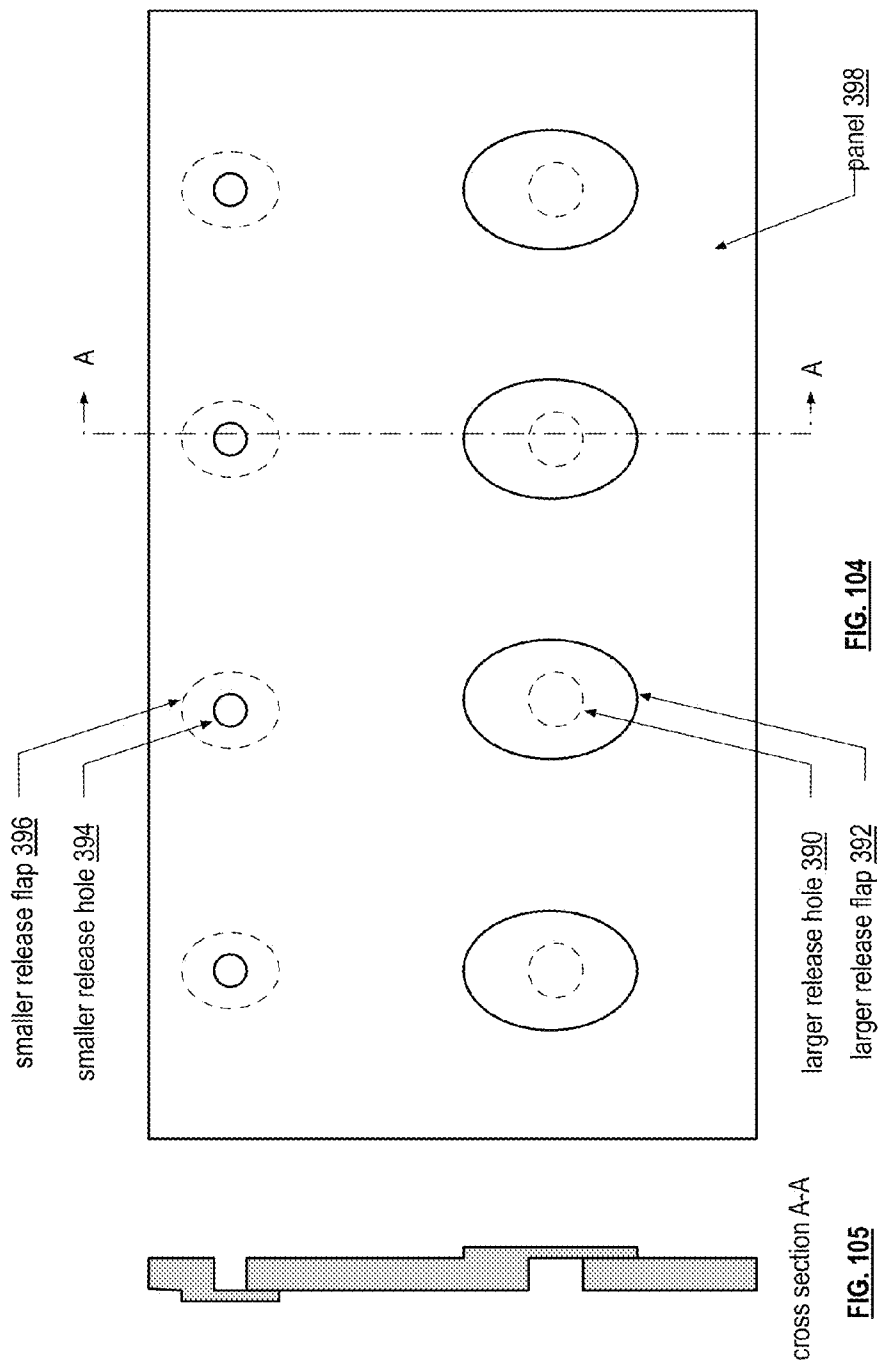 smaller release flap 396
smaller release hole 394
A
A
panel 398
larger release hole 390
larger release flap 392
FIG. 104
cross section A-A
FIG. 105